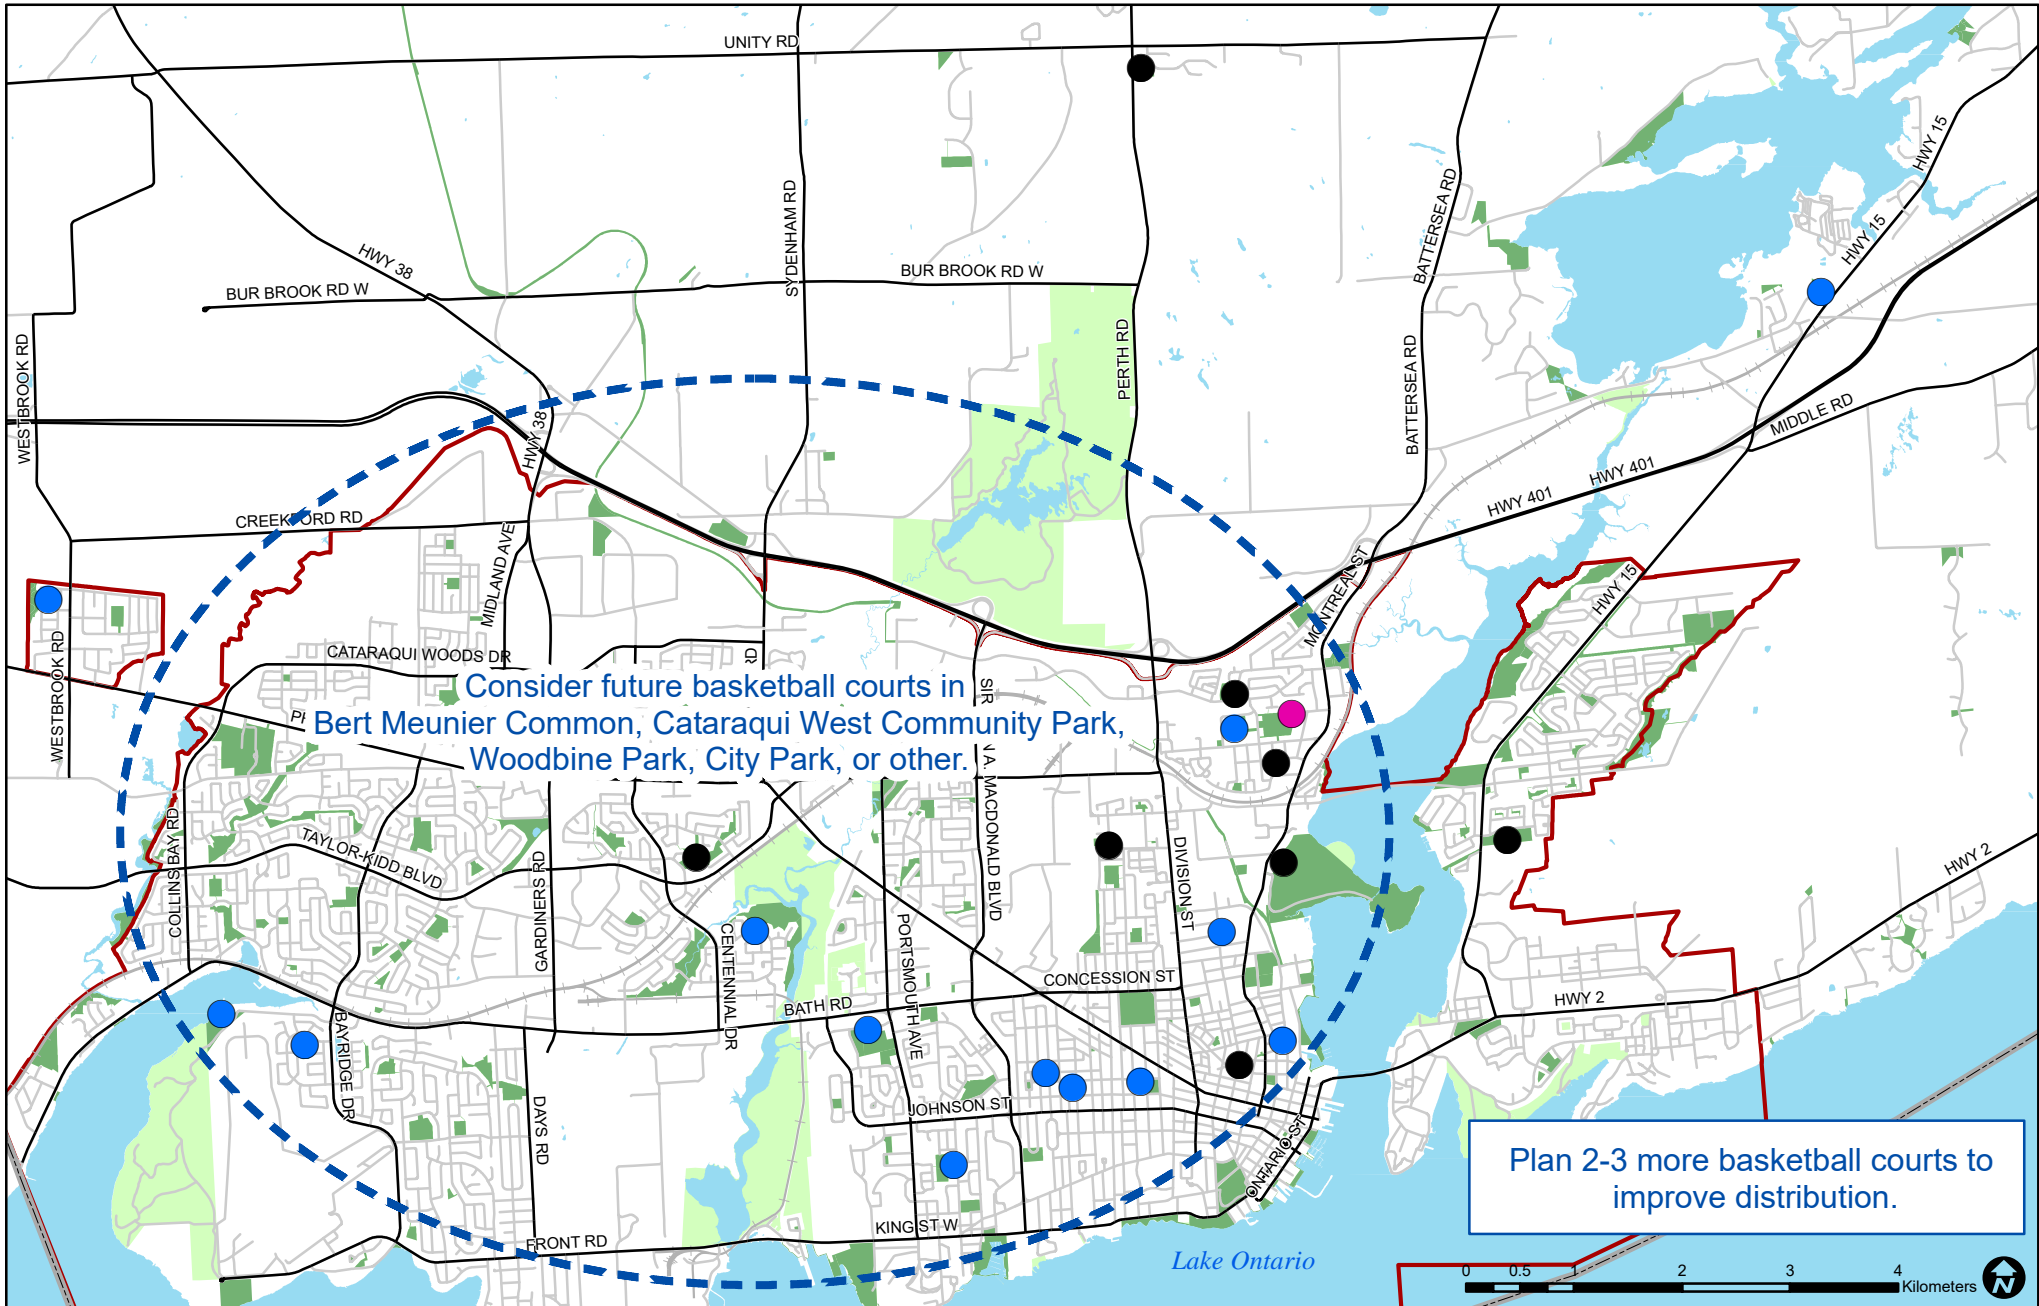 UNITY RD
HWY 15
HWY 38
SYDENHAM RD
BATTERSEA RD
HWY 15
BUR BROOK RD W
BUR BROOK RD W
WESTBROOK RD
PERTH RD
BATTERSEA RD
MIDDLE RD
HWY 38
HWY 401
HWY 401
CREEKFORD RD
MIDLAND AVE
MONTREAL ST
HWY 15
WESTBROOK RD
CATARAQUI WOODS DR
RD
Consider future basketball courts in
Bert Meunier Common, Cataraqui West Community Park,
Woodbine Park, City Park, or other.
SIR
A. MACDONALD BLVD
COLLINS BAY RD
TAYLOR-KIDD BLVD
GARDINERS RD
DIVISION ST
HWY 2
CENTENNIAL DR
PORTSMOUTH AVE
CONCESSION ST
BATH RD
HWY 2
BAYRIDGE DR
DAYS RD
JOHNSON ST
ONTARIO ST
Plan 2-3 more basketball courts to
improve distribution.
KING ST W
FRONT RD
Lake Ontario
0 0.5 1 2 3 4
Kilometers
N